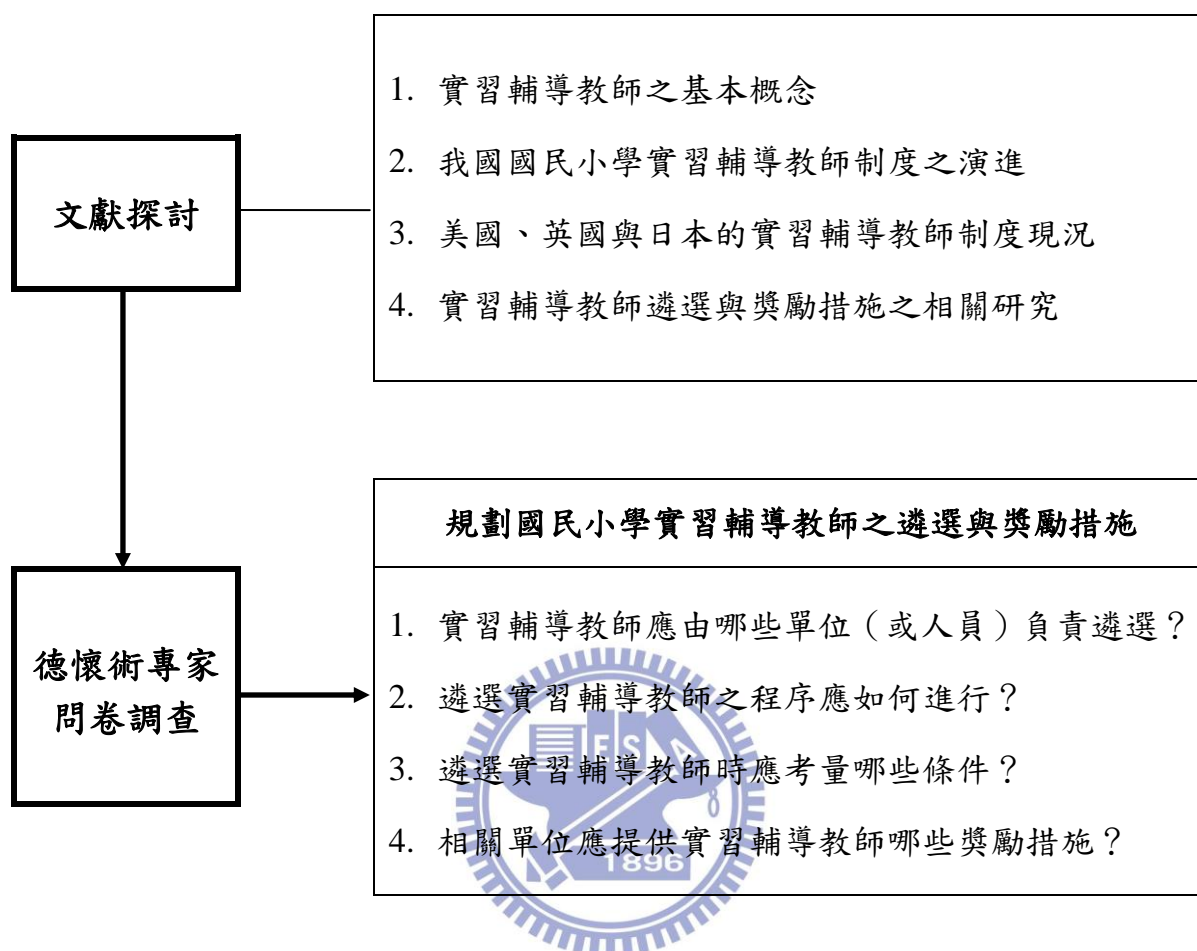 文獻探討
1. 實習輔導教師之基本概念
2. 我國國民小學實習輔導教師制度之演進
3. 美國、英國與日本的實習輔導教師制度現況
4. 實習輔導教師遴選與獎勵措施之相關研究
德懷術專家
問卷調查
規劃國民小學實習輔導教師之遴選與獎勵措施
1. 實習輔導教師應由哪些單位（或人員）負責遴選？
2. 遴選實習輔導教師之程序應如何進行？
3. 遴選實習輔導教師時應考量哪些條件？
4. 相關單位應提供實習輔導教師哪些獎勵措施？
E S A
1896